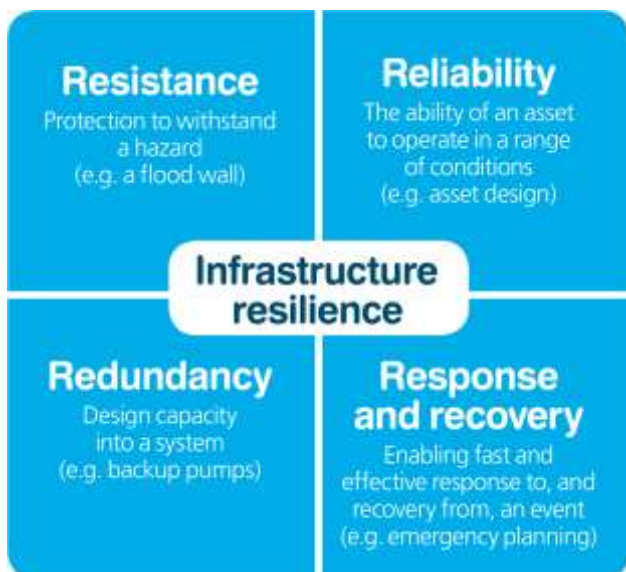 Resistance
Protection to withstand
a hazard
(e.g. a flood wall)
Reliability
The ability of an asset
to operate in a range
of conditions
(e.g. asset design)
Infrastructure
resilience
Redundancy
Design capacity
into a system
(e.g. backup pumps)
Response
and recovery
Enabling fast and
effective response to, and
recovery from, an event
(e.g. emergency planning)